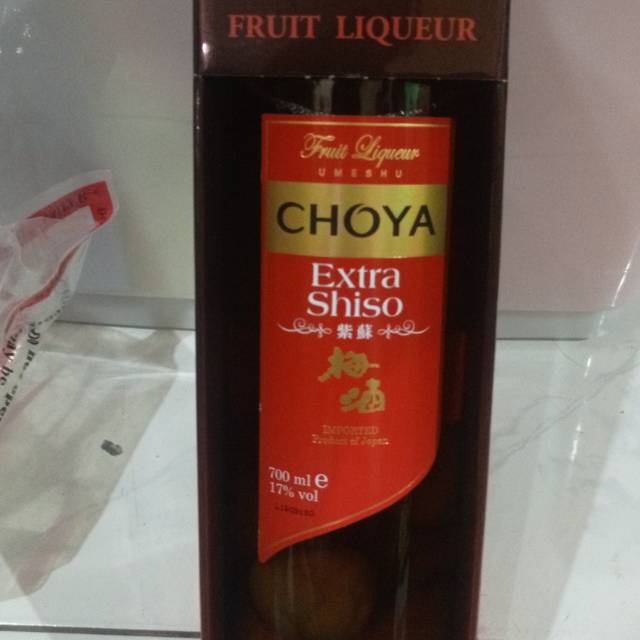 FRUIT LIQUEUR
Fruit Liqueur
UMESHU
CHOYA
Extra
Shiso
紫蘇
梅
酒
IMPORTED
Product of Japan
700 ml e
17% vol